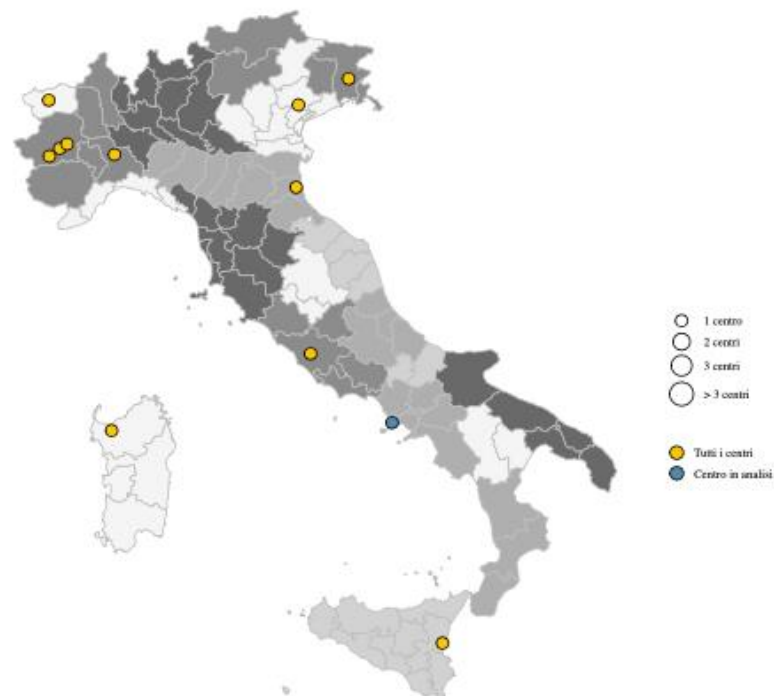 1 centro
2 centri
3 centri
> 3 centri
Tutti i centri
Centro in analisi